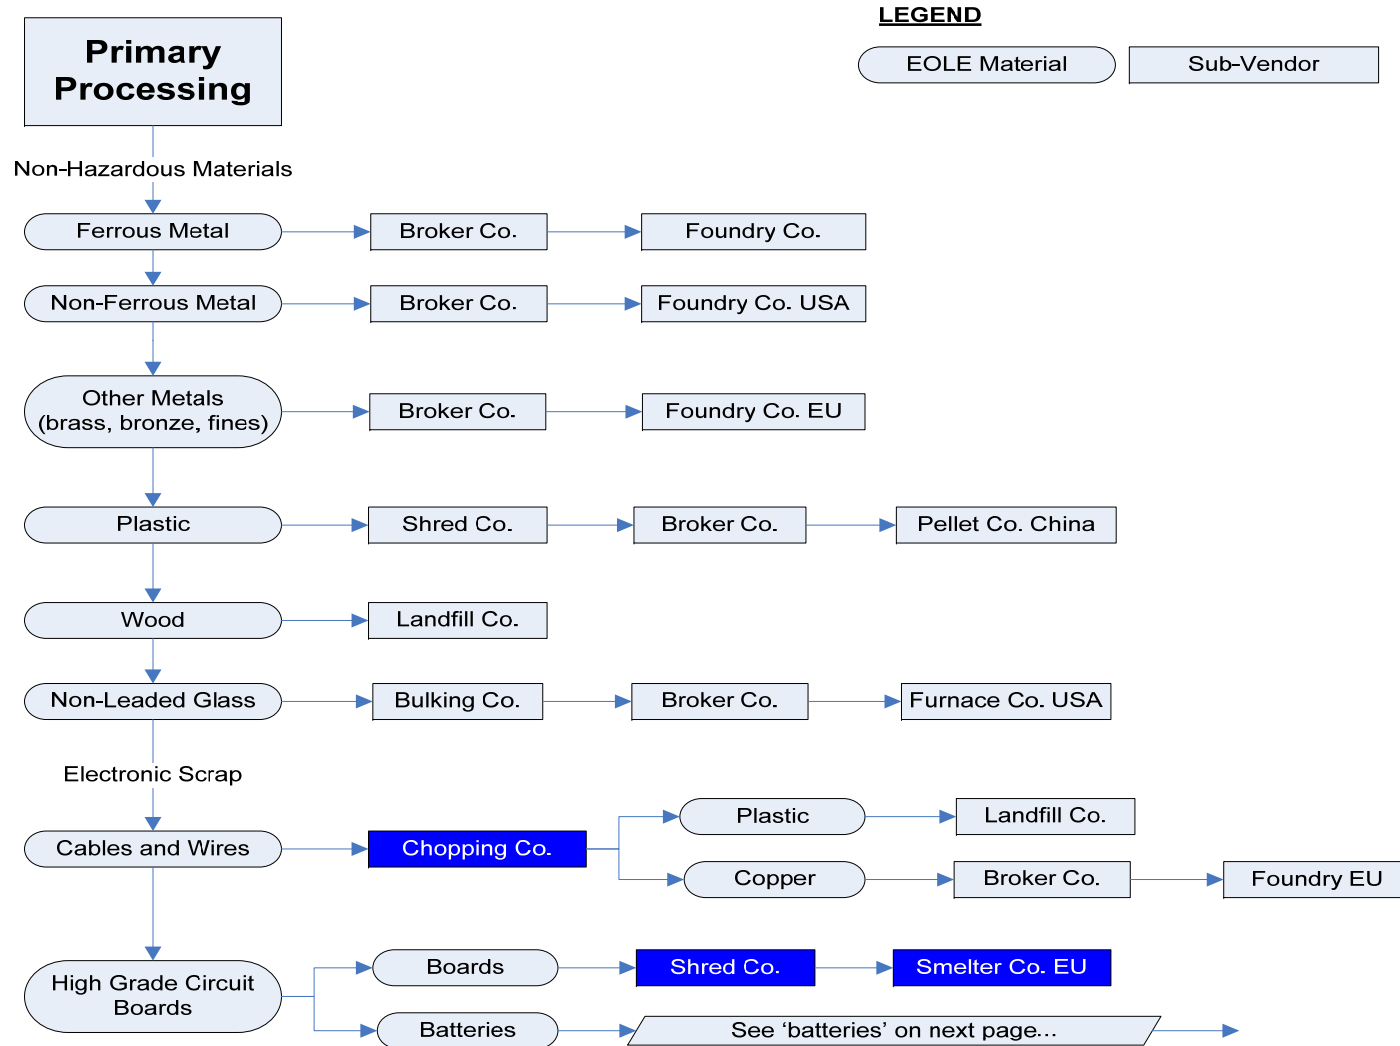 LEGEND
Primary
Processing
EOLE Material
Sub-Vendor
Non-Hazardous Materials
Ferrous Metal
Broker Co.
Foundry Co.
Non-Ferrous Metal
Broker Co.
Foundry Co. USA
Other Metals
(brass, bronze, fines)
Broker Co.
Foundry Co. EU
Plastic
Shred Co.
Broker Co.
Pellet Co. China
Wood
Landfill Co.
Non-Leaded Glass
Bulking Co.
Broker Co.
Furnace Co. USA
Electronic Scrap
Cables and Wires
Chopping Co.
Plastic
Landfill Co.
Copper
Broker Co.
Foundry EU
High Grade Circuit
Boards
Boards
Shred Co.
Smelter Co. EU
Batteries
See ‘batteries’ on next page...